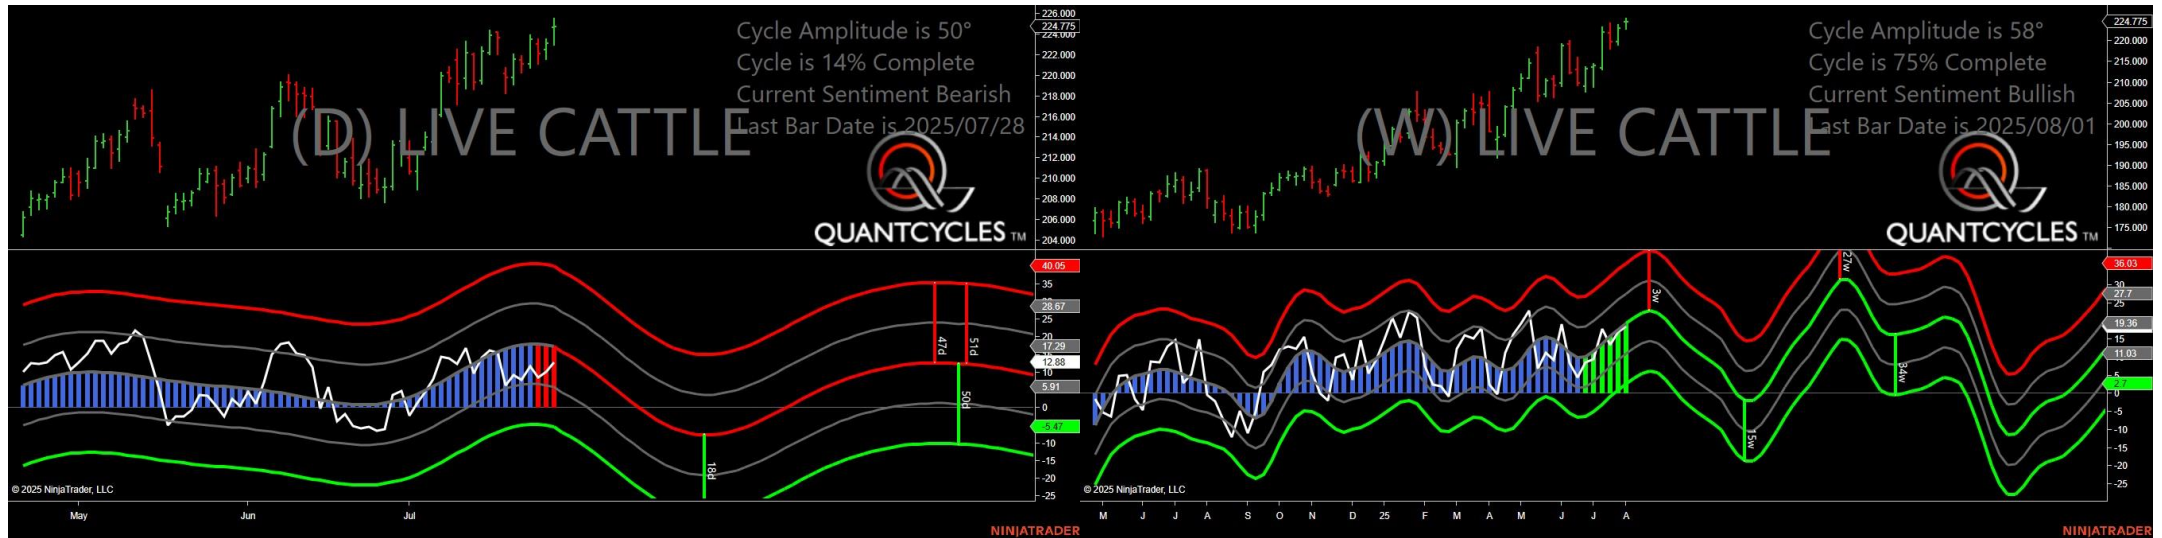 Cycle Amplitude is 50°
Cycle is 14% Complete
Current Sentiment Bearish
Last Bar Date is 2025/07/28
(D) LIVE CATTLE
QUANTCYCLES TM
226.000
224.775
224.000
222.000
220.000
218.000
216.000
214.000
212.000
210.000
208.000
206.000
204.000
40.05
35
28.67
25
20
17.29
12.88
10
5.91
0
-5.47
-10
-15
-20
-25
47d
51d
50d
18d
© 2025 NinjaTrader, LLC
May
Jun
Jul
NINJATRADER
Cycle Amplitude is 58°
Cycle is 75% Complete
Current Sentiment Bullish
Last Bar Date is 2025/08/01
(W) LIVE CATTLE
QUANTCYCLES TM
224.775
220.000
215.000
210.000
205.000
200.000
195.000
190.000
185.000
180.000
175.000
36.03
30
27.7
25
19.36
15
11.03
5
2.7
0
-5
-10
-15
-20
-25
3w
27w
15w
34w
© 2025 NinjaTrader, LLC
M J J A S O N D 25 F M A M J J A
NINJATRADER